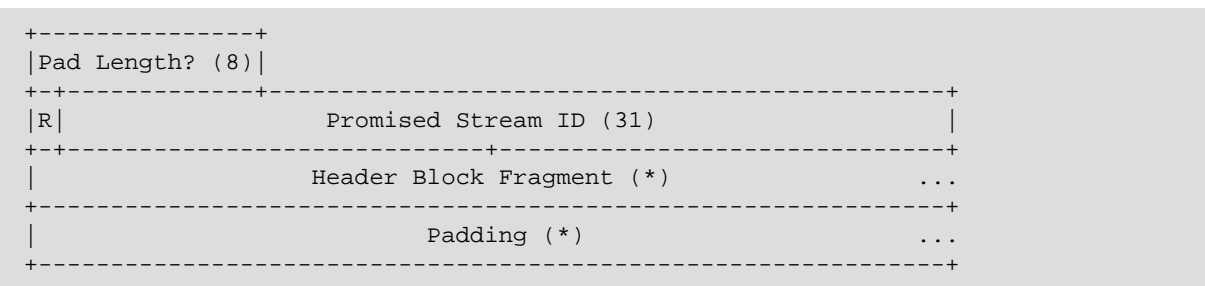 +---------------+
|Pad Length? (8)|
+-+-------------+-----------------------------------------------+
|R|                  Promised Stream ID (31)                    |
+-+-----------------------------+-------------------------------+
|                   Header Block Fragment (*)                 ...
+---------------------------------------------------------------+
|                           Padding (*)                       ...
+---------------------------------------------------------------+